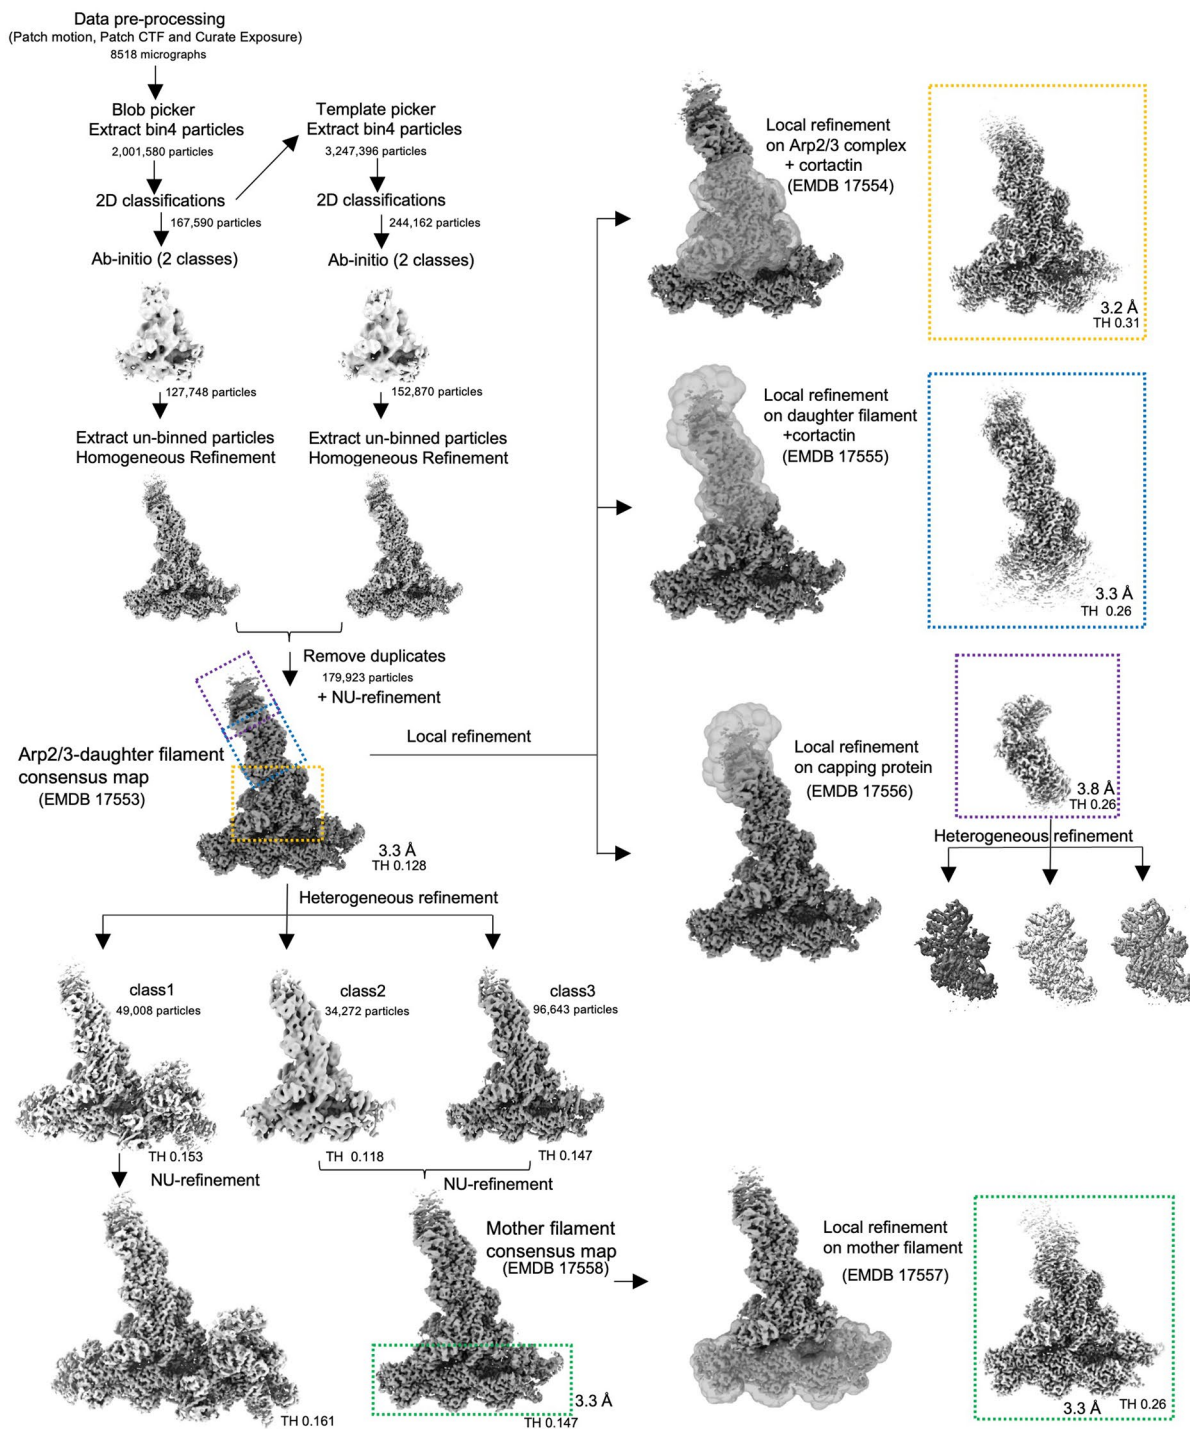 Data pre-processing
(Patch motion, Patch CTF and Curate Exposure)
8518 micrographs
Blob picker
Extract bin4 particles
2,001,580 particles
2D classifications
167,590 particles
Ab-initio (2 classes)
127,748 particles
Extract un-binned particles
Homogeneous Refinement
Template picker
Extract bin4 particles
3,247,396 particles
2D classifications
244,162 particles
Ab-initio (2 classes)
152,870 particles
Extract un-binned particles
Homogeneous Refinement
Remove duplicates
179,923 particles
+ NU-refinement
Arp2/3-daughter filament
consensus map
(EMDB 17553)
3.3 Å
TH 0.128
Local refinement
Local refinement
on Arp2/3 complex
+ cortactin
(EMDB 17554)
3.2 Å
TH 0.31
Local refinement
on daughter filament
+cortactin
(EMDB 17555)
3.3 Å
TH 0.26
Local refinement
on capping protein
(EMDB 17556)
3.8 Å
TH 0.26
Heterogeneous refinement
Heterogeneous refinement
class1
49,008 particles
TH 0.153
class2
34,272 particles
TH 0.118
class3
96,643 particles
TH 0.147
NU-refinement
TH 0.161
NU-refinement
Mother filament
consensus map
(EMDB 17558)
3.3 Å
TH 0.147
Local refinement
on mother filament
(EMDB 17557)
3.3 Å
TH 0.26